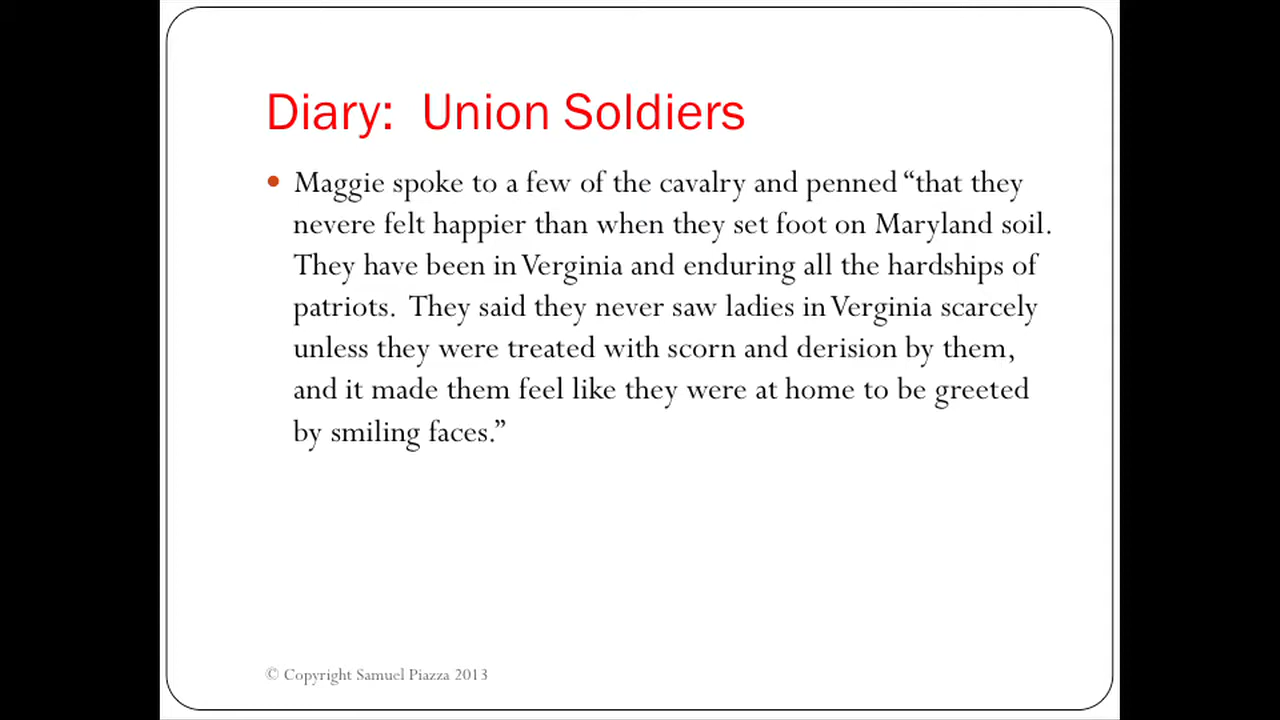 Diary: Union Soldiers
• Maggie spoke to a few of the cavalry and penned “that they
nevere felt happier than when they set foot on Maryland soil.
They have been in Verginia and enduring all the hardships of
patriots. They said they never saw ladies in Verginia scarcely
unless they were treated with scorn and derision by them,
and it made them feel like they were at home to be greeted
by smiling faces.”
© Copyright Samuel Piazza 2013